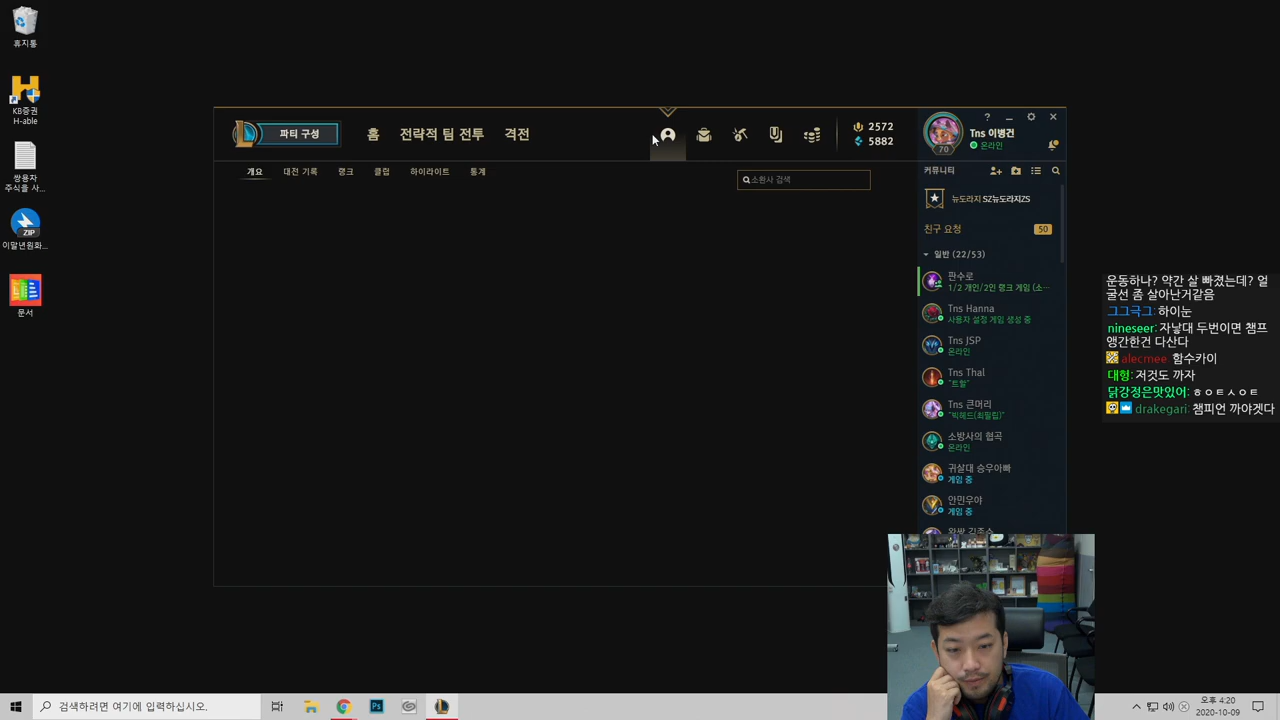 휴지통
KB증권
H-able
쌍용자
주식을 사...
ZIP
이말년원화...
문서
파티 구성
홈
전략적 팀 전투
격전
2572
5882
Tns 이병건
온라인
70
개요
대전 기록
랭크
클럽
하이라이트
통계
소환사 검색
커뮤니티
뉴도라지 SZ뉴도라지ZS
친구 요청
50
일반 (22/53)
판수로
1/2 개인/2인 랭크 게임 (소...
Tns Hanna
사용자 설정 게임 생성 중
Tns JSP
온라인
Tns Thal
"트할"
Tns 큰머리
"빅헤드(최필립)"
소방사의 협곡
온라인
귀살대 승우아빠
게임 중
안민우야
게임 중
운동하나? 약간 살 빠졌는데? 얼
굴선 좀 살아난거같음
그그극그: 하이눈
nineseer: 자낳대 두번이면 챔프
앵간한건 다산다
alecmee 함수카이
대형: 저것도 까자
닭강정은맛있어: ㅎㅇㅌㅅㅇㅌ
drakegari: 챔피언 까야겟다
검색하려면 여기에 입력하십시오.
오후 4:20
2020-10-09